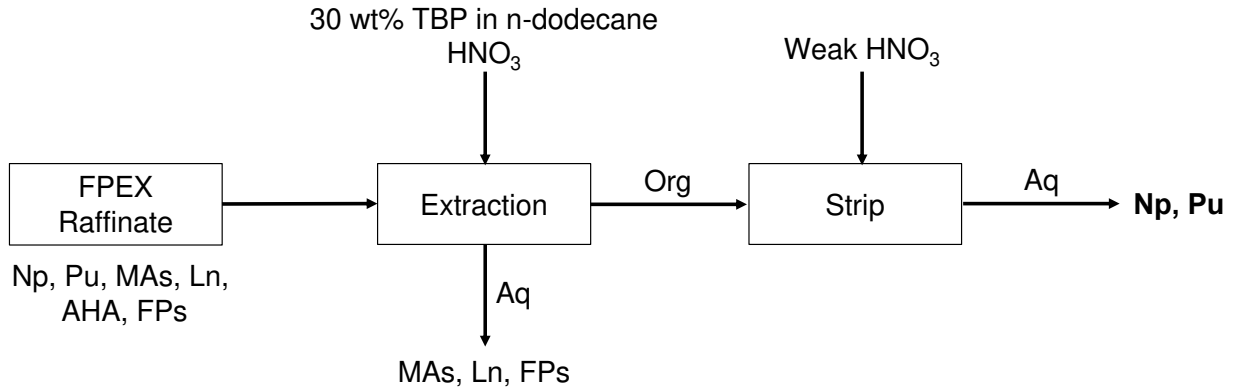 30 wt% TBP in n-dodecane
HNO₃
Weak HNO₃
FPEX
Raffinate
Extraction
Org
Strip
Aq
Np, Pu
Np, Pu, MAs, Ln,
AHA, FPs
Aq
MAs, Ln, FPs